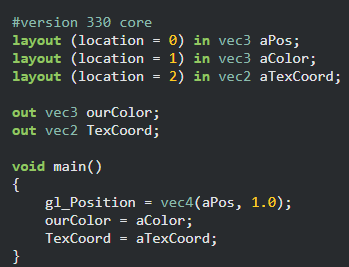 #version 330 core
layout (location = 0) in vec3 aPos;
layout (location = 1) in vec3 aColor;
layout (location = 2) in vec2 aTexCoord;

out vec3 ourColor;
out vec2 TexCoord;

void main()
{
    gl_Position = vec4(aPos, 1.0);
    ourColor = aColor;
    TexCoord = aTexCoord;
}